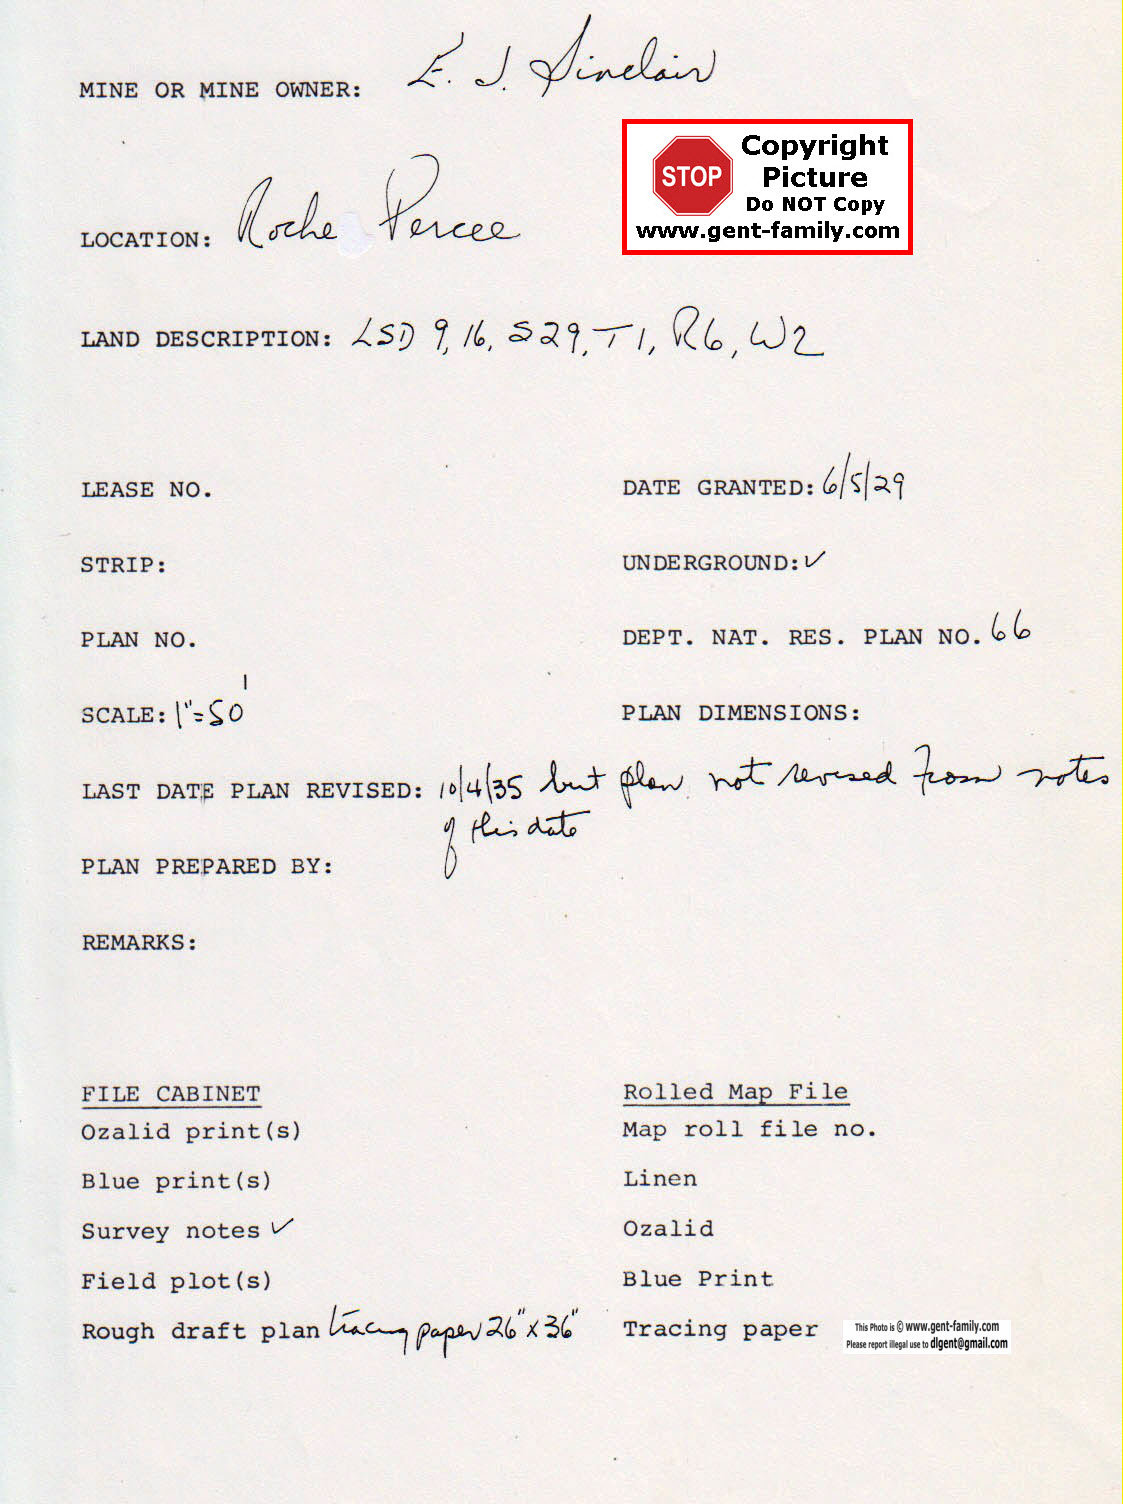 MINE OR MINE OWNER: E. J. Sinclair
STOP
Copyright
Picture
Do NOT Copy
www.gent-family.com
LOCATION: Roche Percee
LAND DESCRIPTION: LSD 9, 16, S29, T1, R6, W2
LEASE NO.
DATE GRANTED: 6/5/29
STRIP:
UNDERGROUND: ✓
PLAN NO.
DEPT. NAT. RES. PLAN NO. 66
SCALE: 1"=50'
PLAN DIMENSIONS:
LAST DATE PLAN REVISED: 10/4/35 but plan not revised from notes
of this date
PLAN PREPARED BY:
REMARKS:
FILE CABINET
Ozalid print(s)
Blue print(s)
Survey notes ✓
Field plot(s)
Rough draft plan tracing paper 26" x 36"
Rolled Map File
Map roll file no.
Linen
Ozalid
Blue Print
Tracing paper
This Photo is © www.gent-family.com
Please report illegal use to dlgent@gmail.com